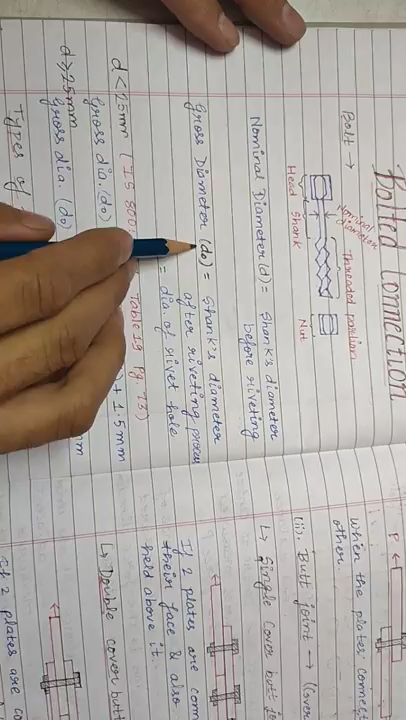 Bolted Connection
Bolt →
Nominal diameter
Threaded portion
Head
Shank
Nut
Nominal Diameter (d) = Shank's diameter
before riveting
Gross Diameter (do) = Shank's diameter
after riveting process
= dia. of rivet hole
d < 25mm ( IS 800 Table 19 Pg. 73)
Gross dia. (do) + 1.5mm
d ≥ 25mm
Gross dia. (do) mm
Types of
P
when the plates connect
other.
(ii). Butt joint → (Cover
↳ Single cover butt jo
If 2 plates are com
their face & also
held above it.
↳ Double cover butt
If 2 plates are co